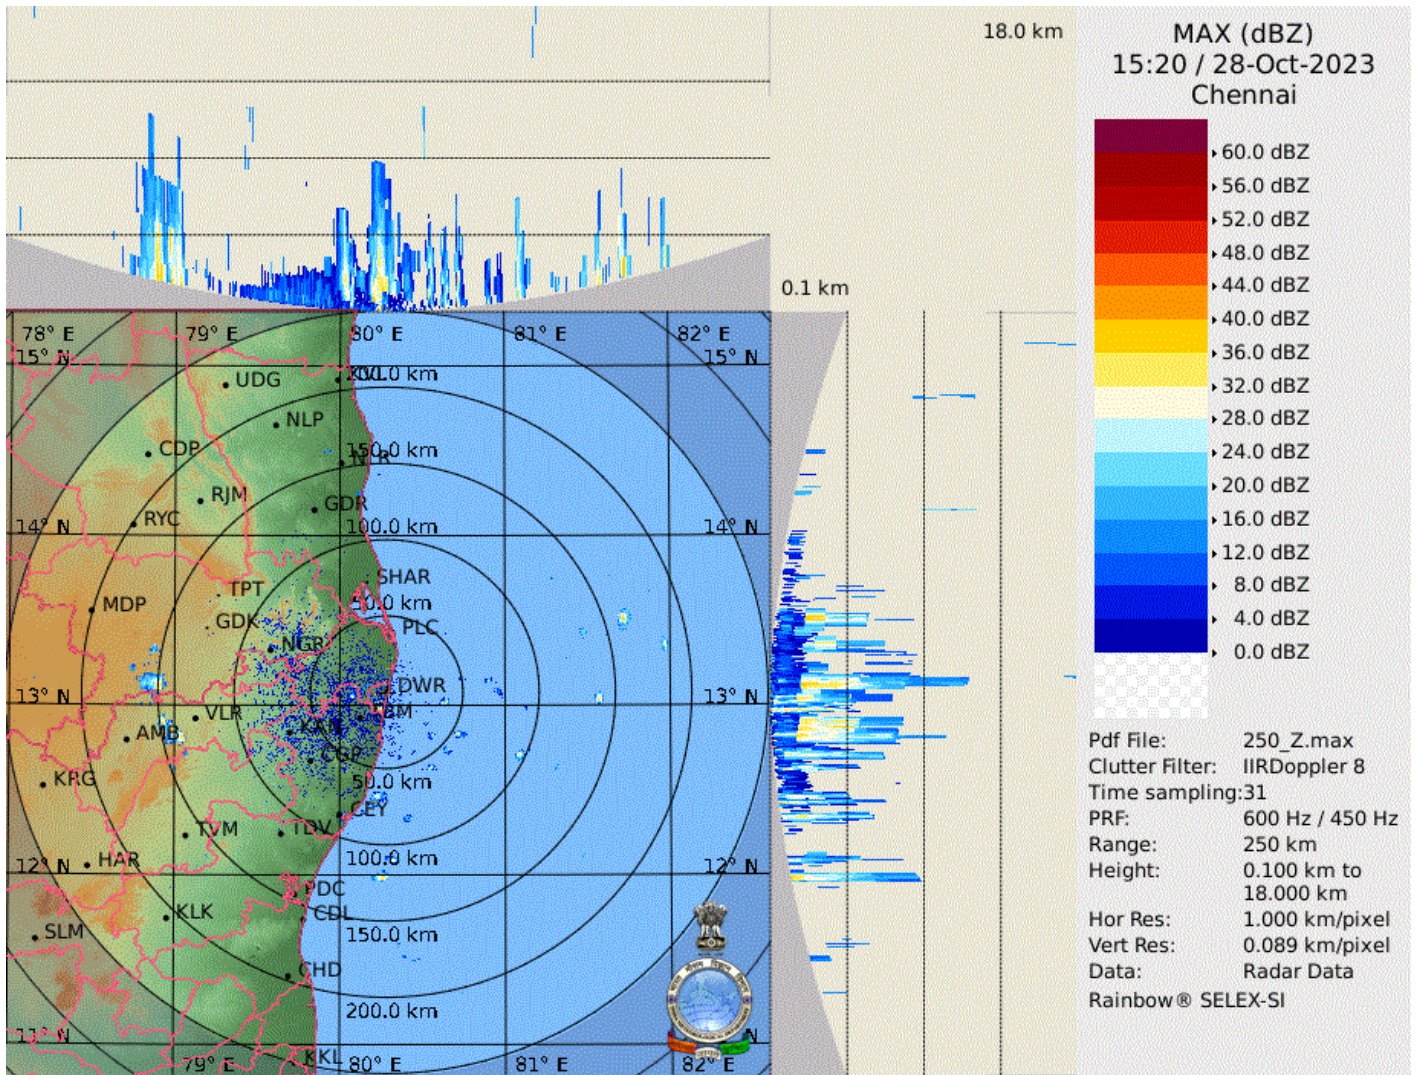 18.0 km
0.1 km
MAX (dBZ)
15:20 / 28-Oct-2023
Chennai
60.0 dBZ
56.0 dBZ
52.0 dBZ
48.0 dBZ
44.0 dBZ
40.0 dBZ
36.0 dBZ
32.0 dBZ
28.0 dBZ
24.0 dBZ
20.0 dBZ
16.0 dBZ
12.0 dBZ
8.0 dBZ
4.0 dBZ
0.0 dBZ
Pdf File: 250_Z.max
Clutter Filter: IIRDoppler 8
Time sampling:31
PRF: 600 Hz / 450 Hz
Range: 250 km
Height: 0.100 km to
18.000 km
Hor Res: 1.000 km/pixel
Vert Res: 0.089 km/pixel
Data: Radar Data
Rainbow® SELEX-SI
78° E 79° E 80° E 81° E 82° E
15° N 15° N
UDG
NLP
CDP 150.0 km
RJM
GDR
RYC
14° N 100.0 km 14° N
SHAR
TPT
50.0 km
MDP
GDK PLC
NGR
DWR
13° N 13° N
VLR
AMB
CGP
KRG 50.0 km
CEY
TVM TDV
HAR 100.0 km
12° N 12° N
PDC
KLK CDL
SLM 150.0 km
CHD
200.0 km
11° N
KKL
79° E 80° E 81° E 82° E